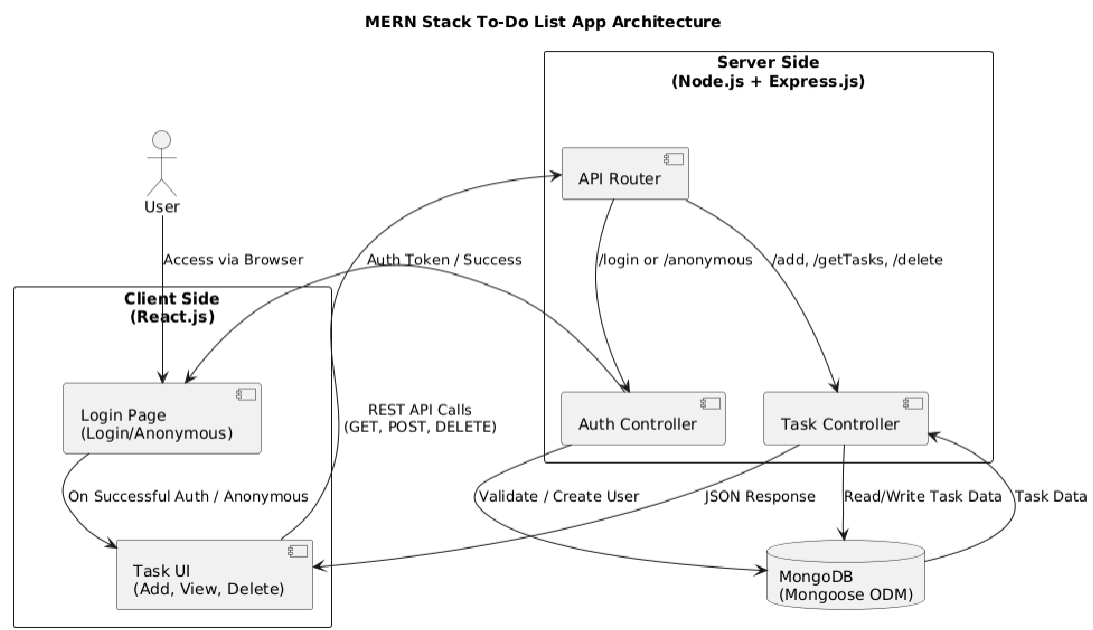 MERN Stack To-Do List App Architecture
Server Side
(Node.js + Express.js)
API Router
User
Access via Browser
Auth Token / Success
/login or /anonymous
/add, /getTasks, /delete
Client Side
(React.js)
Login Page
(Login/Anonymous)
REST API Calls
(GET, POST, DELETE)
Auth Controller
Task Controller
On Successful Auth / Anonymous
Validate / Create User
JSON Response
Read/Write Task Data
Task Data
Task UI
(Add, View, Delete)
MongoDB
(Mongoose ODM)